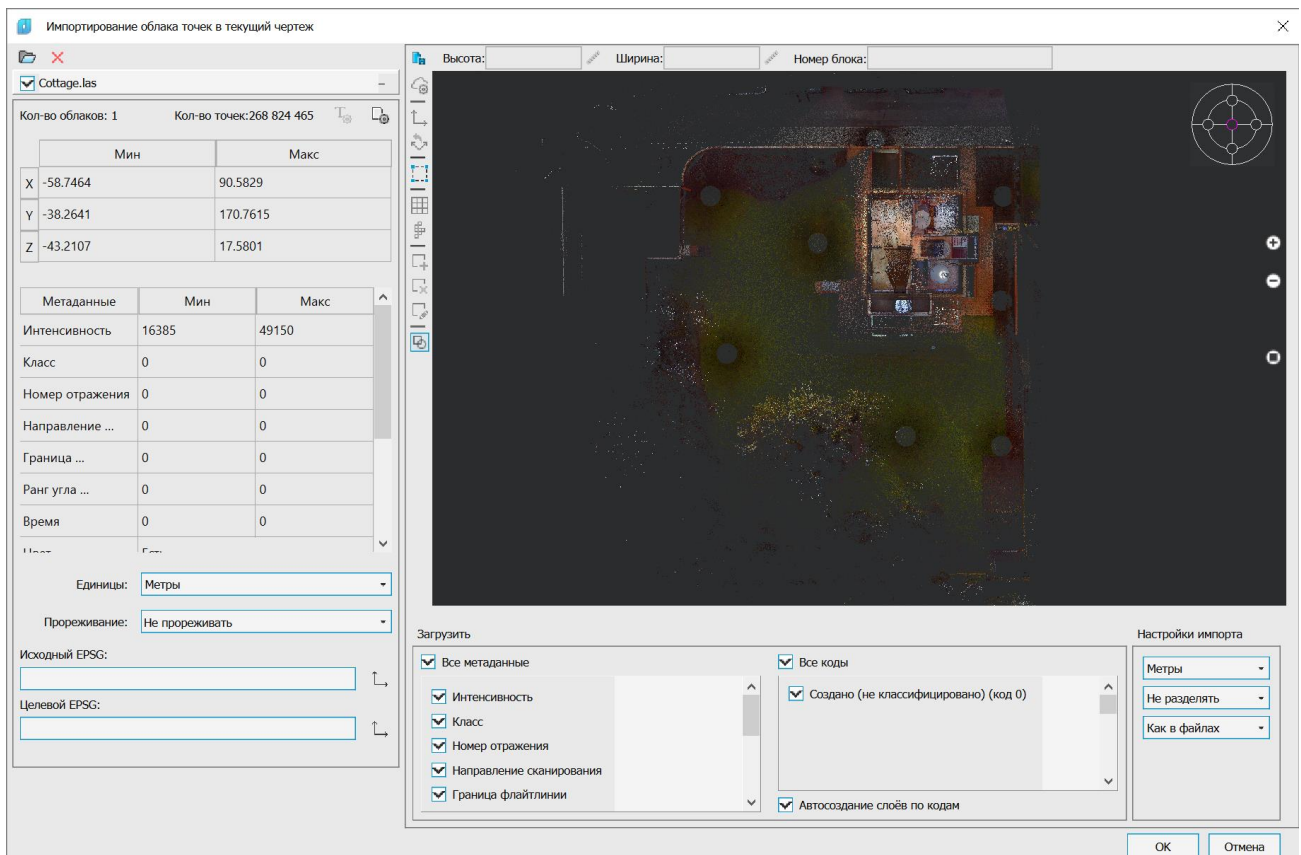 Импортирование облака точек в текущий чертеж
Cottage.las
Кол-во облаков: 1 Кол-во точек:268 824 465
Мин Макс
X -58.7464 90.5829
Y -38.2641 170.7615
Z -43.2107 17.5801
Метаданные Мин Макс
Интенсивность 16385 49150
Класс 0 0
Номер отражения 0 0
Направление ... 0 0
Граница ... 0 0
Ранг угла ... 0 0
Время 0 0
Единицы: Метры
Прореживание: Не прореживать
Исходный EPSG:
Целевой EPSG:
Высота: Ширина: Номер блока:
Загрузить
Все метаданные
Интенсивность
Класс
Номер отражения
Направление сканирования
Граница флайтлинии
Все коды
Создано (не классифицировано) (код 0)
Автосоздание слоёв по кодам
Настройки импорта
Метры
Не разделять
Как в файлах
ОК Отмена